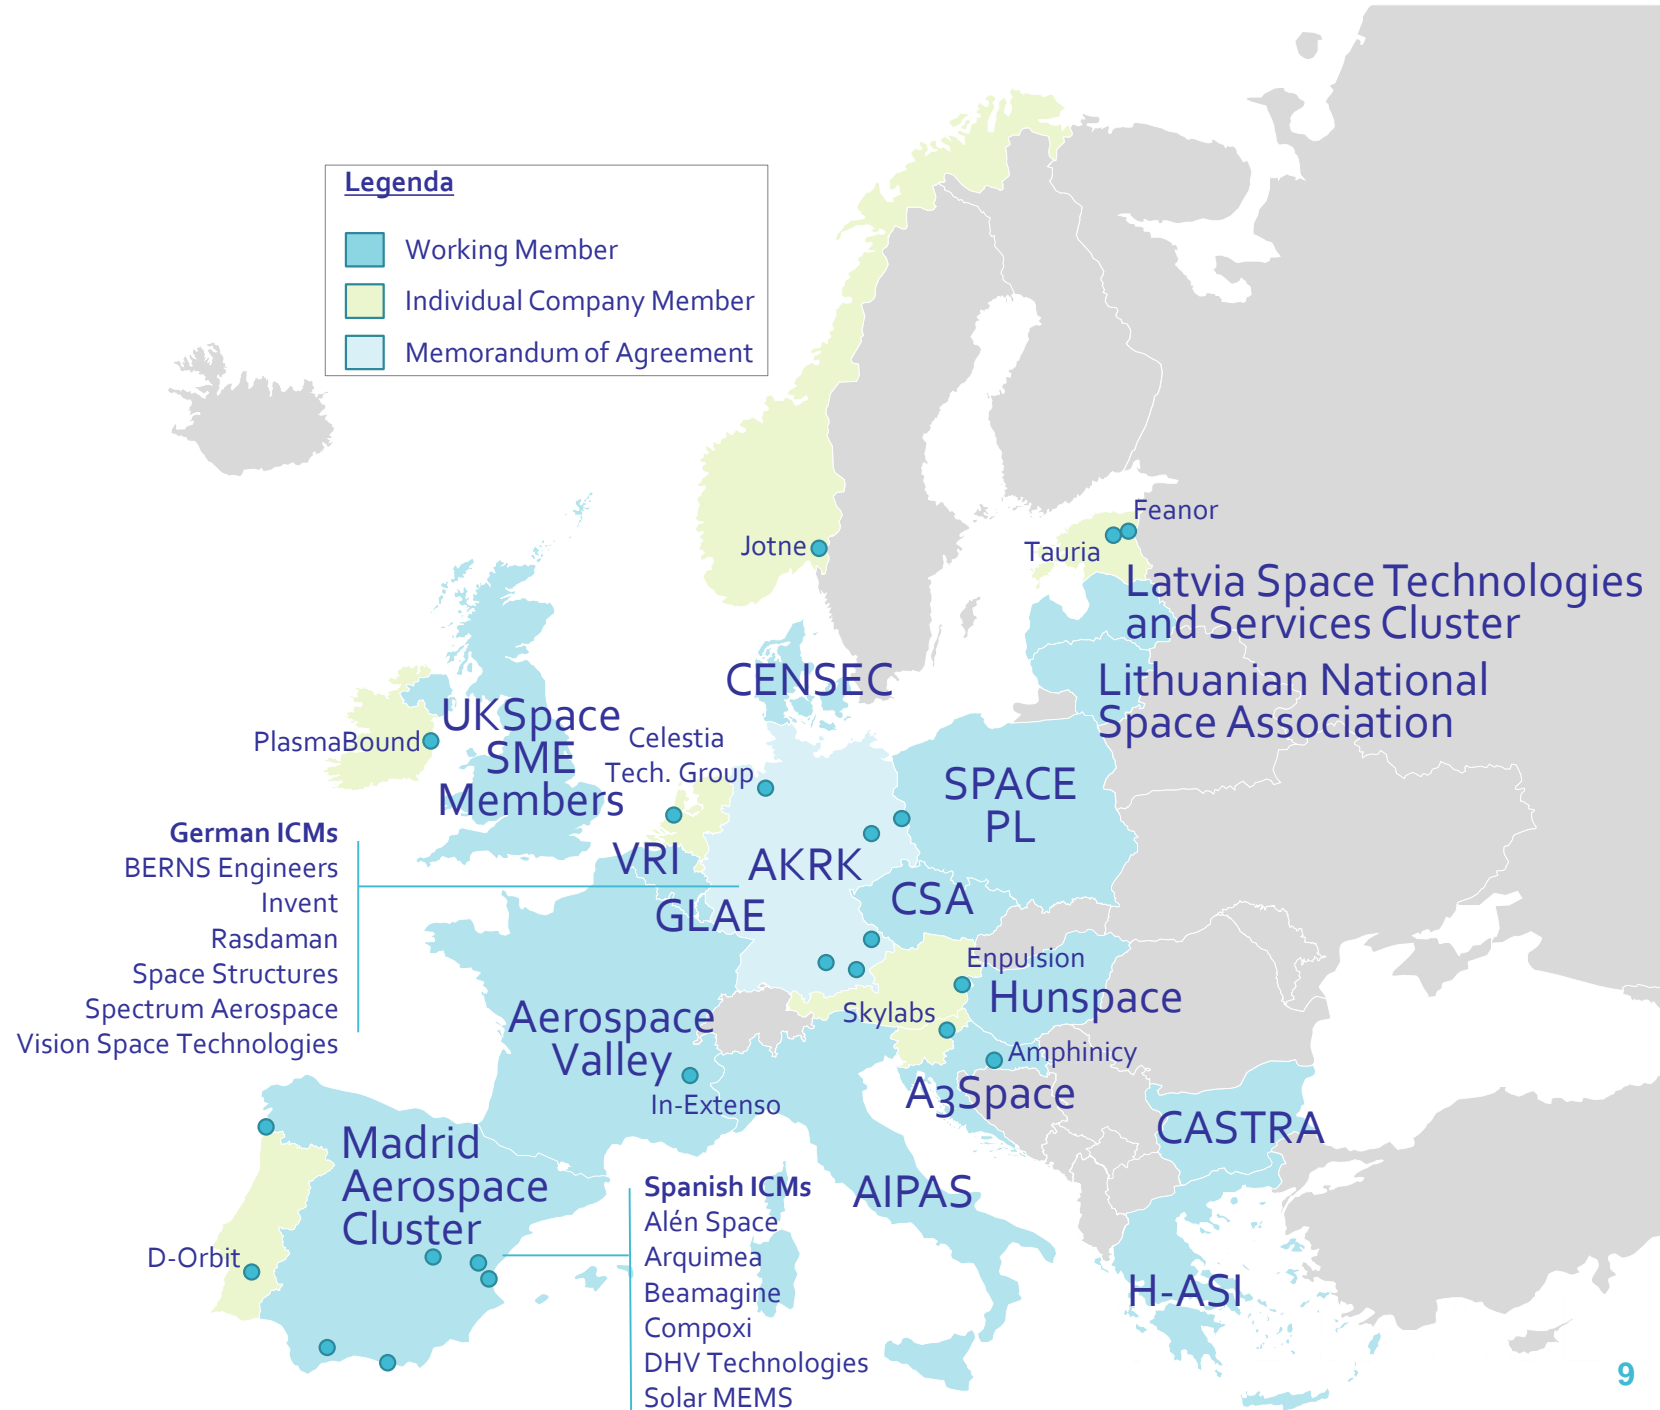 Legenda
Working Member
Individual Company Member
Memorandum of Agreement
Jotne
Feanor
Tauria
Latvia Space Technologies
and Services Cluster
Lithuanian National
Space Association
CENSEC
PlasmaBound
UKSpace
SME
Members
Celestia
Tech. Group
SPACE
PL
VRI
AKRK
CSA
GLAE
German ICMs
BERNS Engineers
Invent
Rasdaman
Space Structures
Spectrum Aerospace
Vision Space Technologies
Enpulsion
Hunspace
Skylabs
Amphinicy
A3Space
Aerospace
Valley
In-Extenso
CASTRA
Madrid
Aerospace
Cluster
D-Orbit
AIPAS
H-ASI
Spanish ICMs
Alén Space
Arquimea
Beamagine
Compoxi
DHV Technologies
Solar MEMS
9